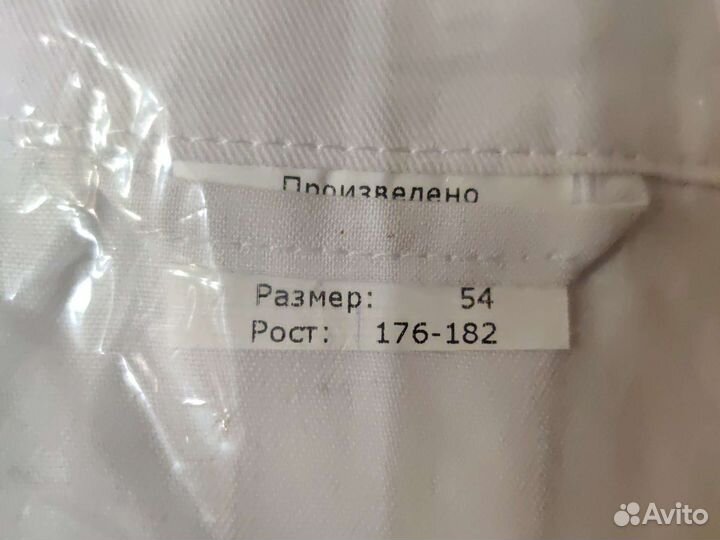 Произведено
Размер: 54
Рост: 176-182
Avito